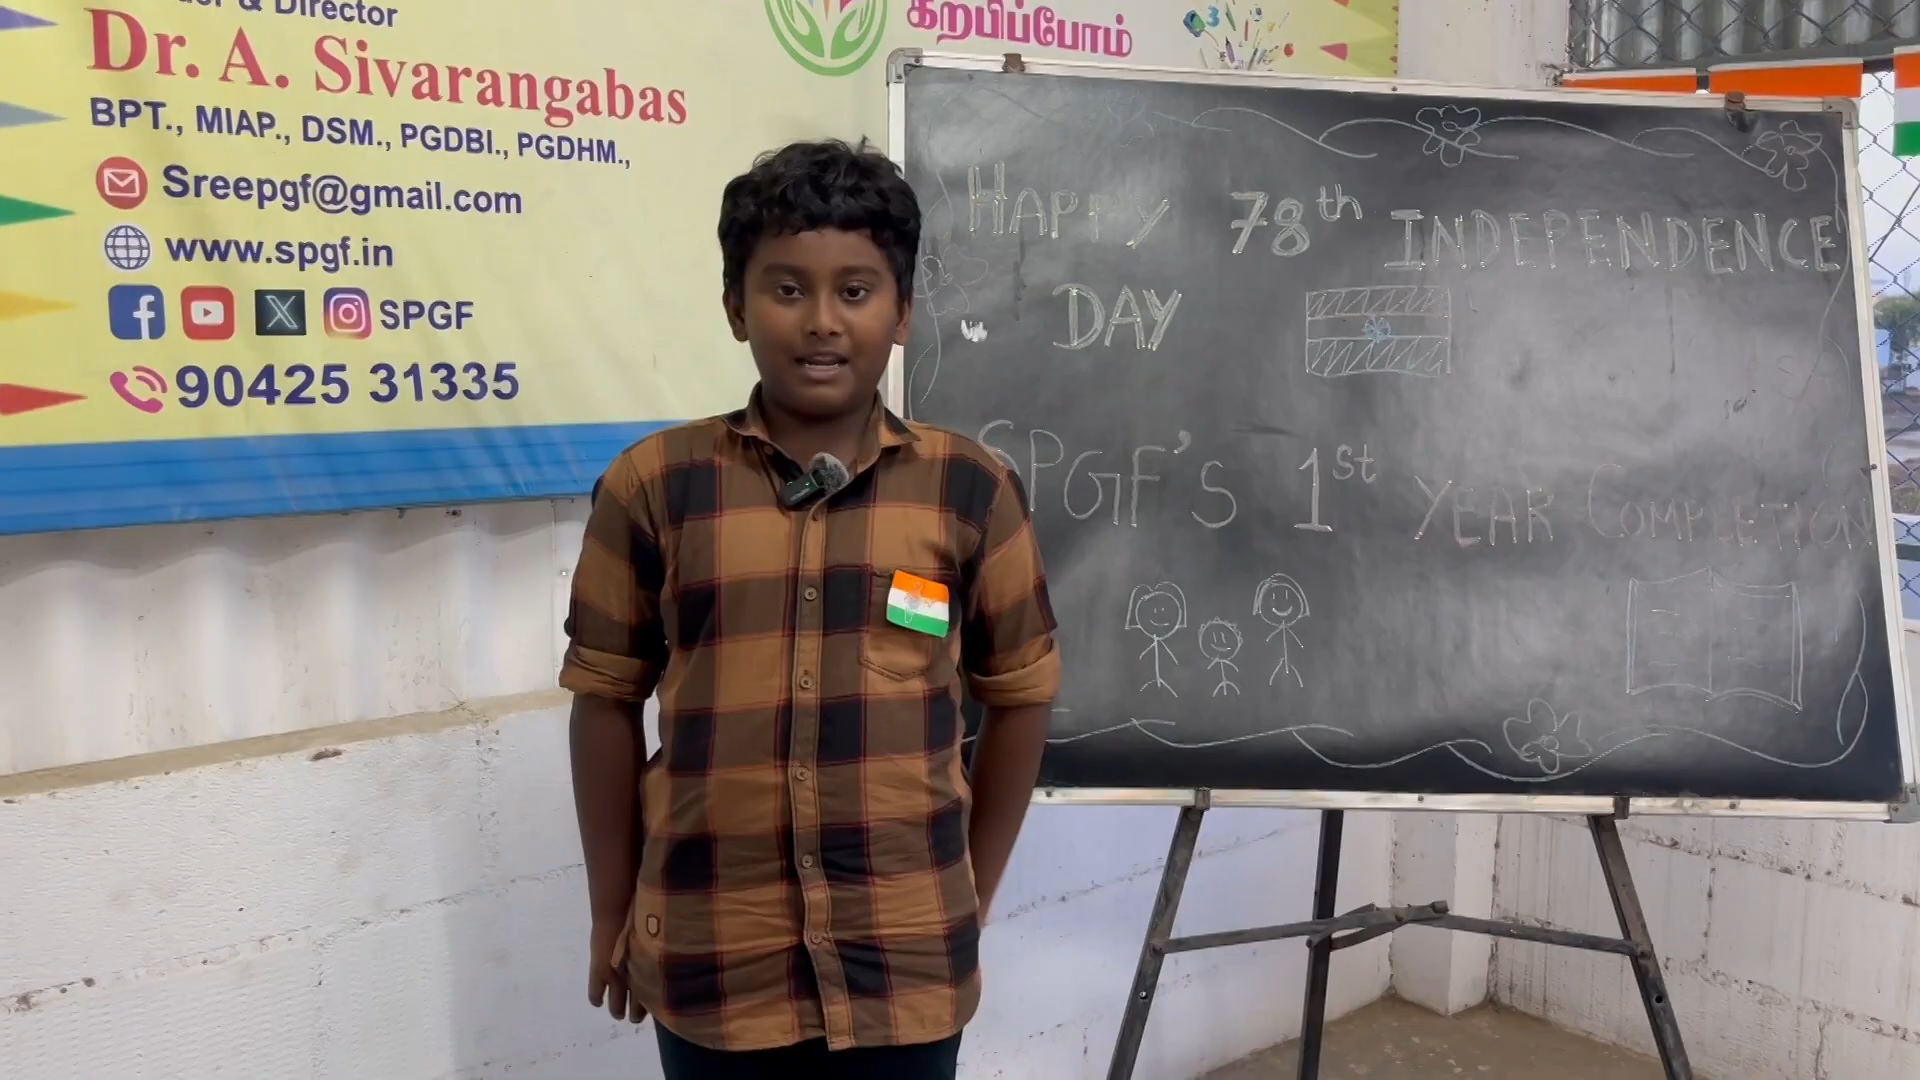 & Director
Dr. A. Sivarangabas
BPT., MIAP., DSM., PGDBI., PGDHM.,
Sreepgf@gmail.com
www.spgf.in
SPGF
90425 31335
கற்பிப்போம்
HAPPY 78th INDEPENDENCE
DAY
SPGF'S 1st YEAR COMPLETION